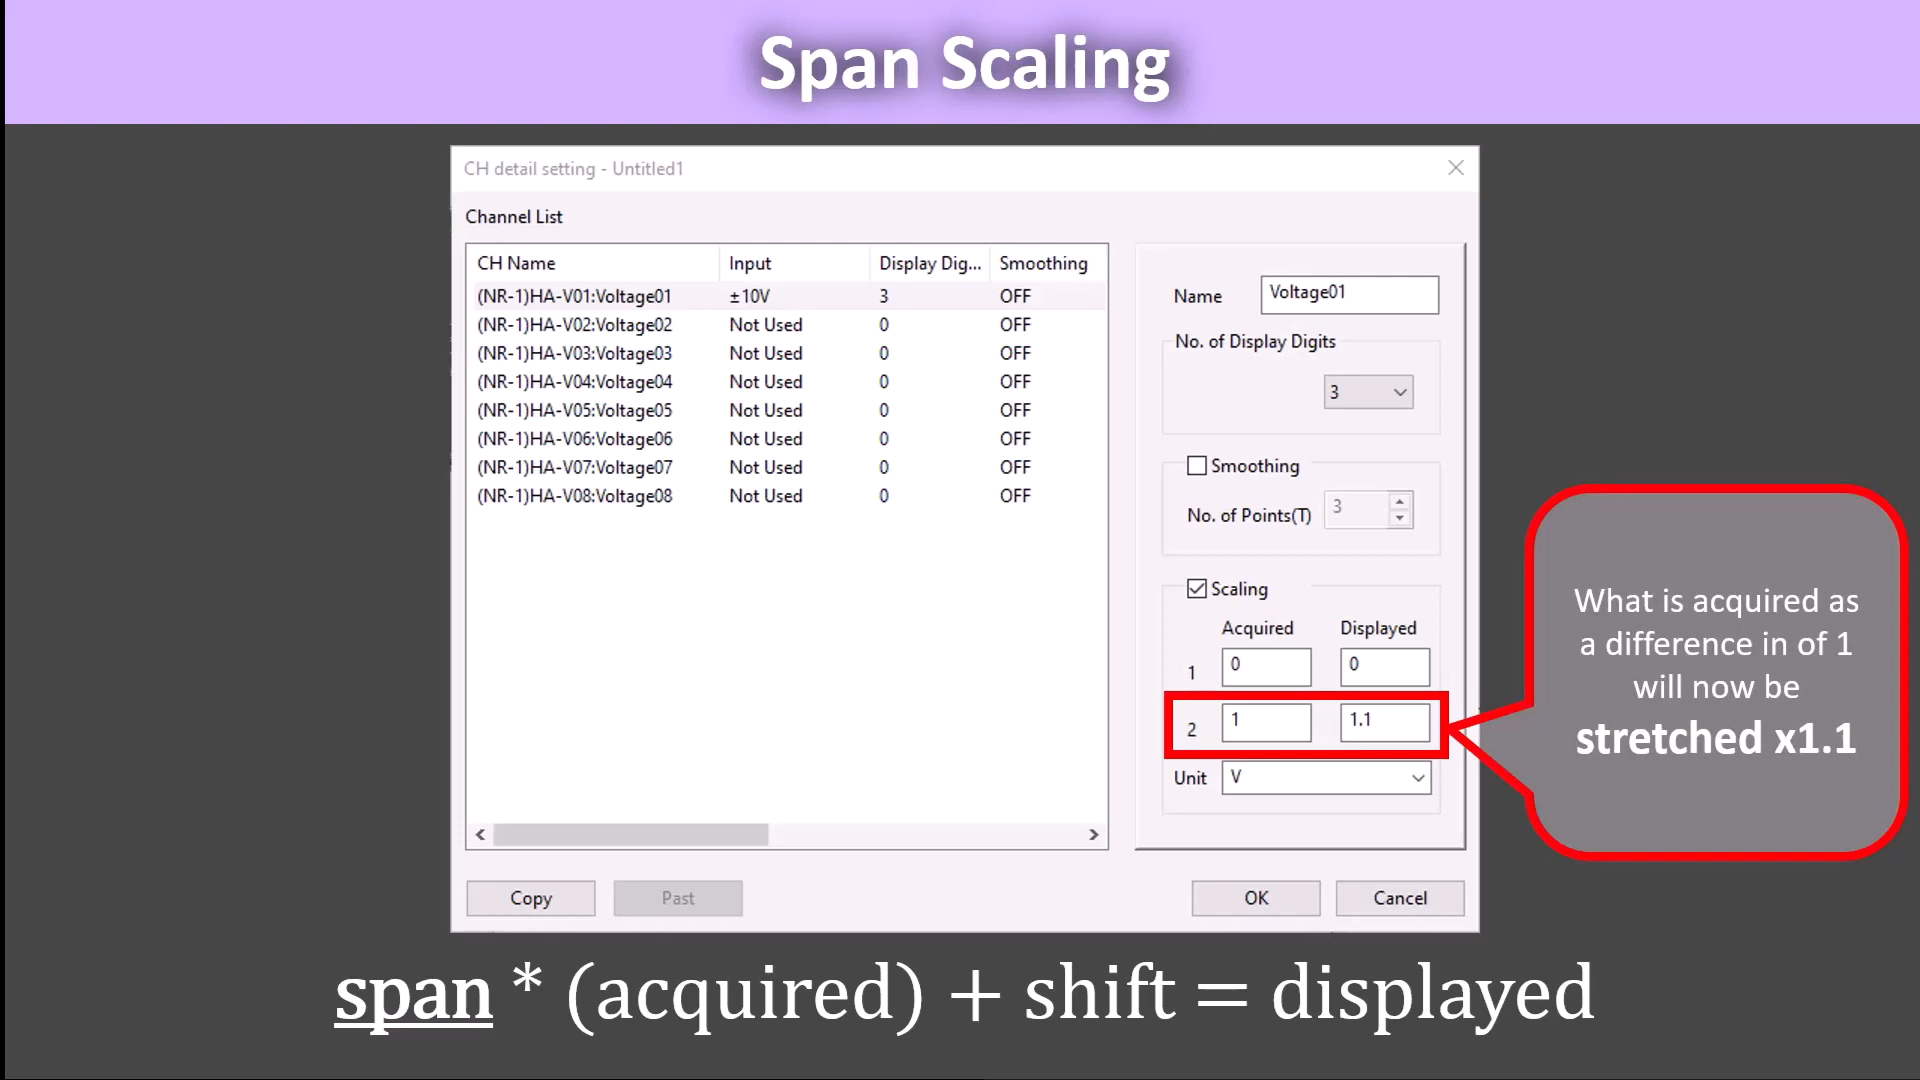 Span Scaling
CH detail setting - Untitled1
Channel List
CH Name Input Display Dig... Smoothing
(NR-1)HA-V01:Voltage01 ±10V 3 OFF
(NR-1)HA-V02:Voltage02 Not Used 0 OFF
(NR-1)HA-V03:Voltage03 Not Used 0 OFF
(NR-1)HA-V04:Voltage04 Not Used 0 OFF
(NR-1)HA-V05:Voltage05 Not Used 0 OFF
(NR-1)HA-V06:Voltage06 Not Used 0 OFF
(NR-1)HA-V07:Voltage07 Not Used 0 OFF
(NR-1)HA-V08:Voltage08 Not Used 0 OFF
Name Voltage01
No. of Display Digits
3
Smoothing
No. of Points(T) 3
Scaling
Acquired Displayed
1 0 0
2 1 1.1
Unit V
Copy Past OK Cancel
What is acquired as
a difference in of 1
will now be
stretched x1.1
span * (acquired) + shift = displayed